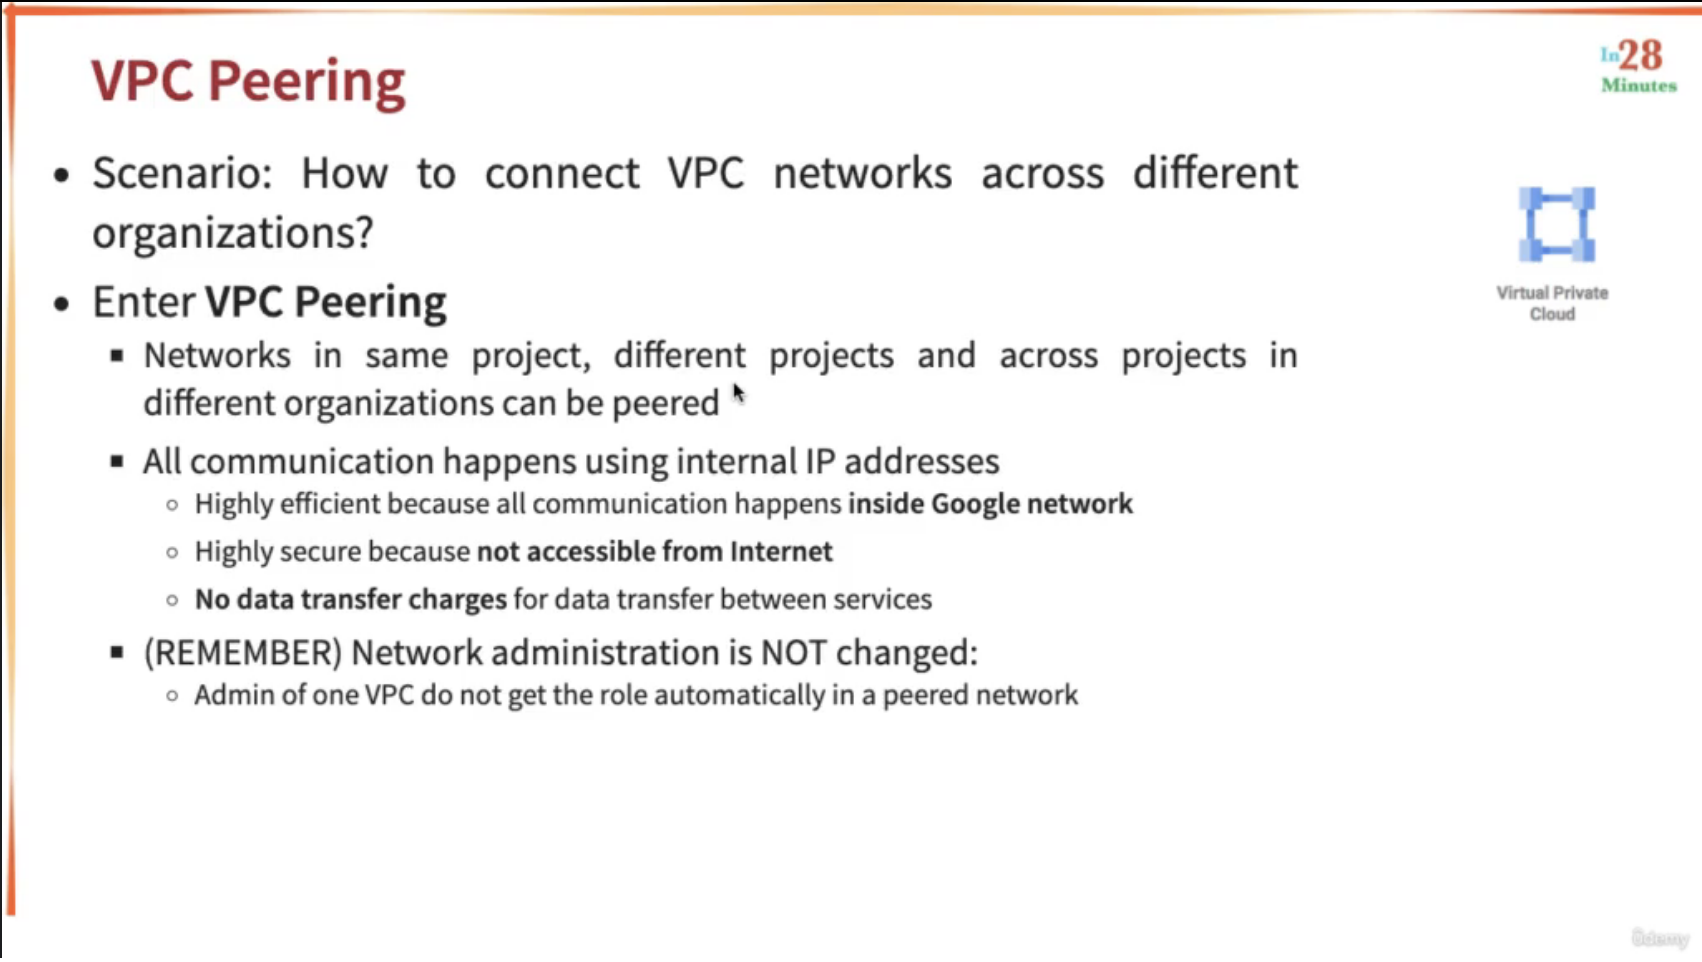 VPC Peering
In28
Minutes
• Scenario: How to connect VPC networks across different
organizations?
Virtual Private
Cloud
• Enter VPC Peering
▪ Networks in same project, different projects and across projects in
different organizations can be peered
▪ All communication happens using internal IP addresses
○ Highly efficient because all communication happens inside Google network
○ Highly secure because not accessible from Internet
○ No data transfer charges for data transfer between services
▪ (REMEMBER) Network administration is NOT changed:
○ Admin of one VPC do not get the role automatically in a peered network
ûdemy